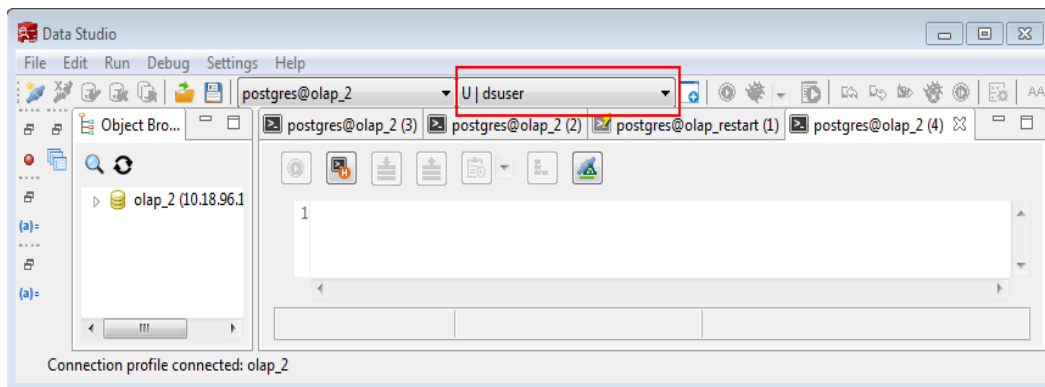 Data Studio
File Edit Run Debug Settings Help
postgres@olap_2 U | dsuser
Object Bro... postgres@olap_2 (3) postgres@olap_2 (2) postgres@olap_restart (1) postgres@olap_2 (4)
olap_2 (10.18.96.1
1
(a)=
(a)=
Connection profile connected: olap_2